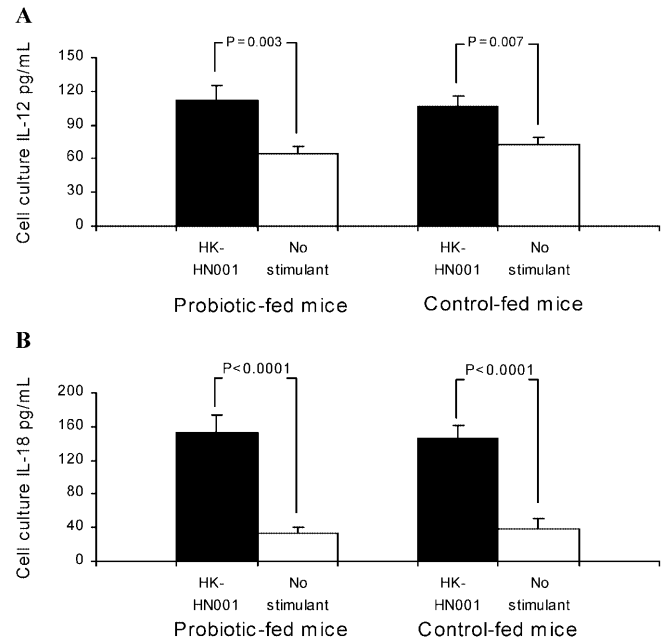 A
P=0.003
P=0.007
Cell culture IL-12 pg/mL
150
120
90
60
30
0
HK-
HN001
No
stimulant
HK-
HN001
No
stimulant
Probiotic-fed mice
Control-fed mice
B
P<0.0001
P<0.0001
Cell culture IL-18 pg/mL
200
160
120
80
40
0
HK-
HN001
No
stimulant
HK-
HN001
No
stimulant
Probiotic-fed mice
Control-fed mice